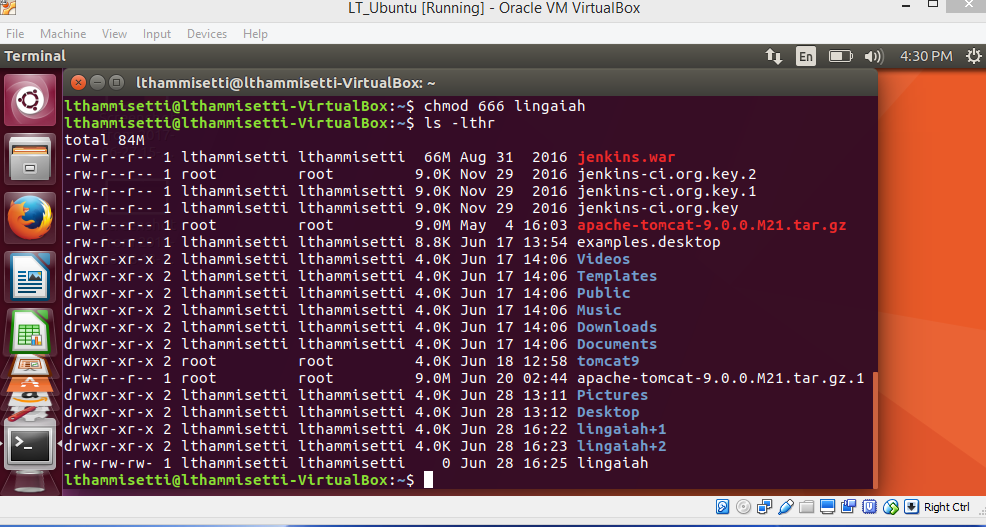 LT_Ubuntu [Running] - Oracle VM VirtualBox
File Machine View Input Devices Help
Terminal En 4:30 PM
lthammisetti@lthammisetti-VirtualBox: ~
lthammisetti@lthammisetti-VirtualBox:~$ chmod 666 lingaiah
lthammisetti@lthammisetti-VirtualBox:~$ ls -lthr
total 84M
-rw-r--r-- 1 lthammisetti lthammisetti 66M Aug 31 2016 jenkins.war
-rw-r--r-- 1 root root 9.0K Nov 29 2016 jenkins-ci.org.key.2
-rw-r--r-- 1 lthammisetti lthammisetti 9.0K Nov 29 2016 jenkins-ci.org.key.1
-rw-r--r-- 1 lthammisetti lthammisetti 9.0K Nov 29 2016 jenkins-ci.org.key
-rw-r--r-- 1 root root 9.0M May 4 16:03 apache-tomcat-9.0.0.M21.tar.gz
-rw-r--r-- 1 lthammisetti lthammisetti 8.8K Jun 17 13:54 examples.desktop
drwxr-xr-x 2 lthammisetti lthammisetti 4.0K Jun 17 14:06 Videos
drwxr-xr-x 2 lthammisetti lthammisetti 4.0K Jun 17 14:06 Templates
drwxr-xr-x 2 lthammisetti lthammisetti 4.0K Jun 17 14:06 Public
drwxr-xr-x 2 lthammisetti lthammisetti 4.0K Jun 17 14:06 Music
drwxr-xr-x 2 lthammisetti lthammisetti 4.0K Jun 17 14:06 Downloads
drwxr-xr-x 2 lthammisetti lthammisetti 4.0K Jun 17 14:06 Documents
drwxr-xr-x 2 root root 4.0K Jun 18 12:58 tomcat9
-rw-r--r-- 1 root root 9.0M Jun 20 02:44 apache-tomcat-9.0.0.M21.tar.gz.1
drwxr-xr-x 2 lthammisetti lthammisetti 4.0K Jun 28 13:11 Pictures
drwxr-xr-x 2 lthammisetti lthammisetti 4.0K Jun 28 13:12 Desktop
drwxr-xr-x 2 lthammisetti lthammisetti 4.0K Jun 28 16:22 lingaiah+1
drwxr-xr-x 2 lthammisetti lthammisetti 4.0K Jun 28 16:23 lingaiah+2
-rw-rw-rw- 1 lthammisetti lthammisetti 0 Jun 28 16:25 lingaiah
lthammisetti@lthammisetti-VirtualBox:~$
Right Ctrl